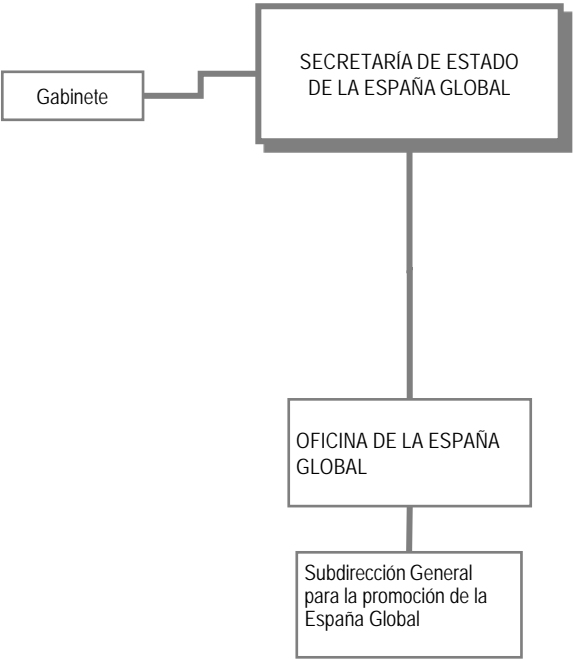 SECRETARÍA DE ESTADO
DE LA ESPAÑA GLOBAL
Gabinete
OFICINA DE LA ESPAÑA
GLOBAL
Subdirección General
para la promoción de la
España Global